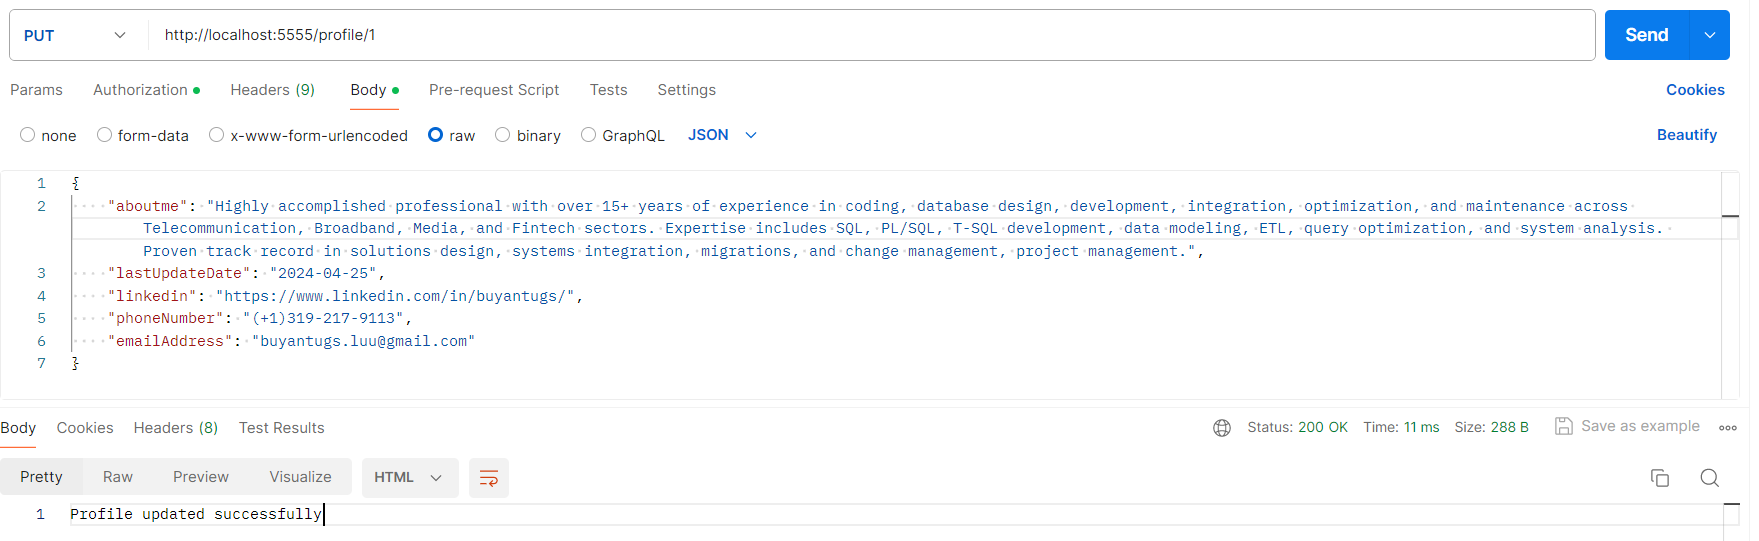 PUT http://localhost:5555/profile/1 Send
Params Authorization Headers (9) Body Pre-request Script Tests Settings Cookies
none form-data x-www-form-urlencoded raw binary GraphQL JSON Beautify
1 {
2 "aboutme": "Highly accomplished professional with over 15+ years of experience in coding, database design, development, integration, optimization, and maintenance across
Telecommunication, Broadband, Media, and Fintech sectors. Expertise includes SQL, PL/SQL, T-SQL development, data modeling, ETL, query optimization, and system analysis.
Proven track record in solutions design, systems integration, migrations, and change management, project management.",
3 "lastUpdateDate": "2024-04-25",
4 "linkedin": "https://www.linkedin.com/in/buyantugs/",
5 "phoneNumber": "(+1)319-217-9113",
6 "emailAddress": "buyantugs.luu@gmail.com"
7 }
Body Cookies Headers (8) Test Results Status: 200 OK Time: 11 ms Size: 288 B Save as example
Pretty Raw Preview Visualize HTML
1 Profile updated successfully